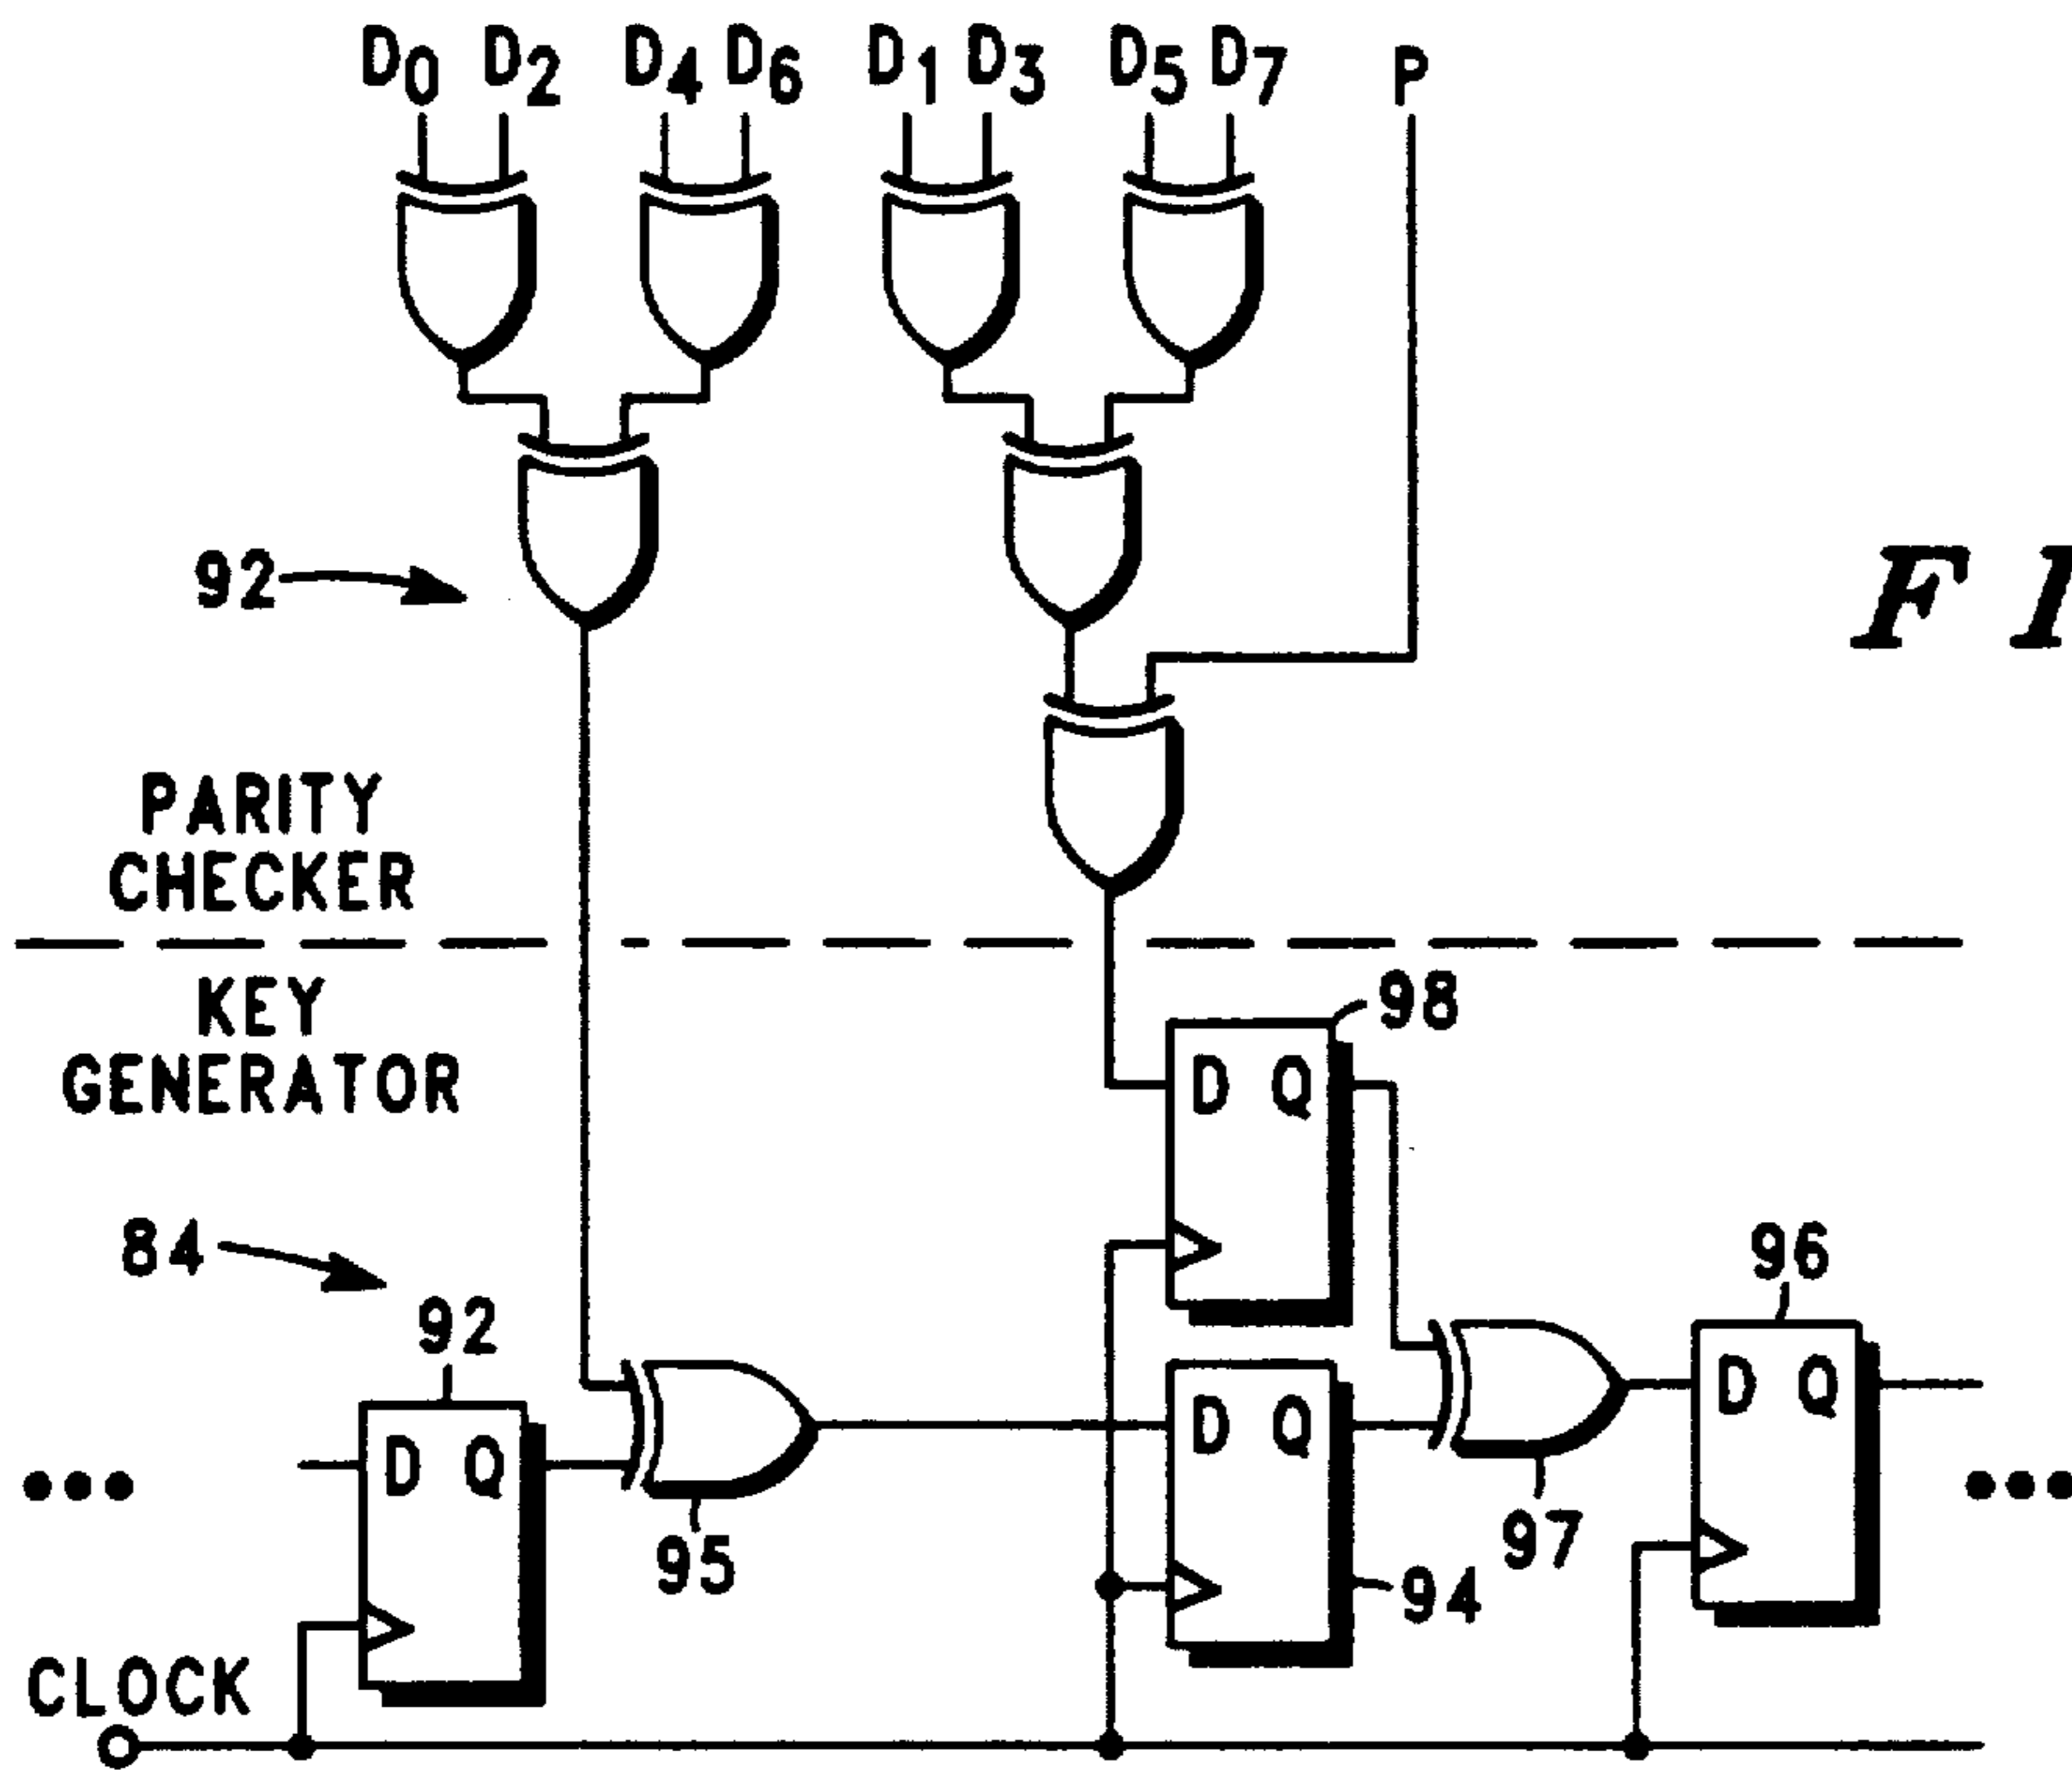 D0 D2 D4 D6 D1 D3 D5 D7 P
92
F I
PARITY
CHECKER
KEY
GENERATOR
98
D Q
84
96
92
D Q
D Q
D Q
95
97
94
CLOCK